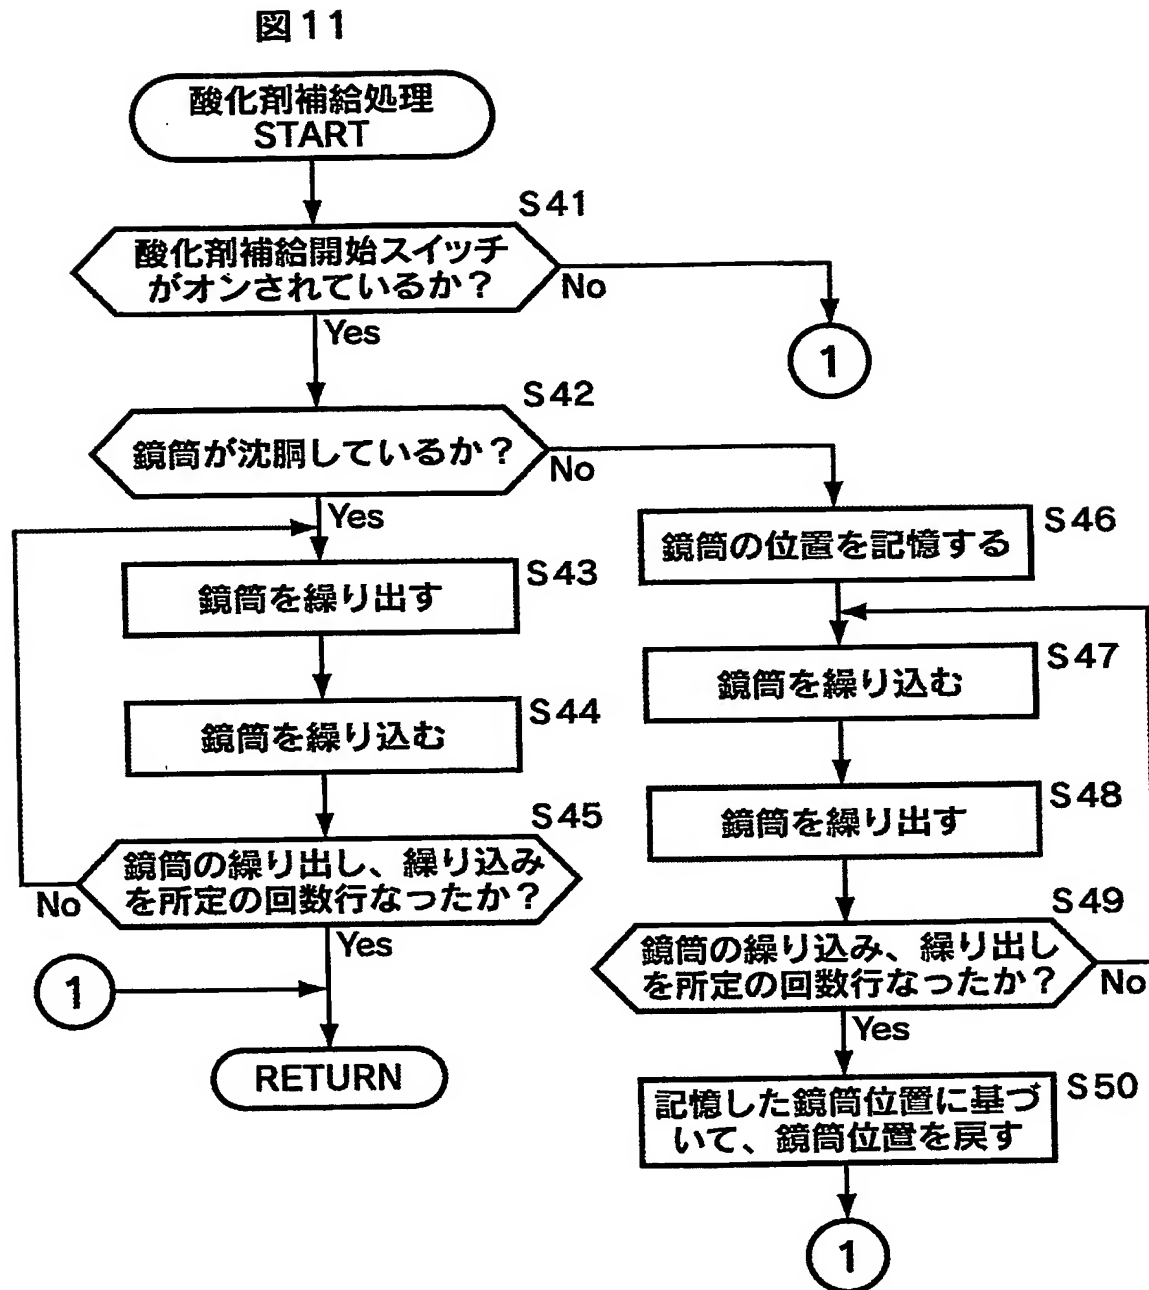 図11
酸化剤補給処理
START
S41
酸化剤補給開始スイッチ
がオンされているか？
No
Yes
1
S42
鏡筒が沈胴しているか？
No
Yes
S46
鏡筒の位置を記憶する
S43
鏡筒を繰り出す
S47
鏡筒を繰り込む
S44
鏡筒を繰り込む
S48
鏡筒を繰り出す
S45
鏡筒の繰り出し、繰り込み
を所定の回数行なったか？
No
Yes
S49
鏡筒の繰り込み、繰り出し
を所定の回数行なったか？
No
Yes
1
RETURN
S50
記憶した鏡筒位置に基づ
いて、鏡筒位置を戻す
1